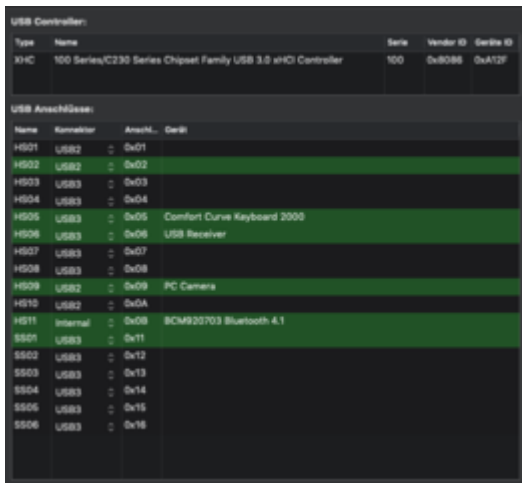 USB Controller:
Type Name Serie Vendor ID Geräte ID
XHC 100 Series/C230 Series Chipset Family USB 3.0 xHCI Controller 100 0x8086 0xA12F
USB Anschlüsse:
Name Konnektor Anschl... Gerät
HS01 USB2 0x01
HS02 USB2 0x02
HS03 USB3 0x03
HS04 USB3 0x04
HS05 USB3 0x05 Comfort Curve Keyboard 2000
HS06 USB3 0x06 USB Receiver
HS07 USB3 0x07
HS08 USB3 0x08
HS09 USB2 0x09 PC Camera
HS10 USB2 0x0A
HS11 Internal 0x0B BCM920703 Bluetooth 4.1
SS01 USB3 0x11
SS02 USB3 0x12
SS03 USB3 0x13
SS04 USB3 0x14
SS05 USB3 0x15
SS06 USB3 0x16